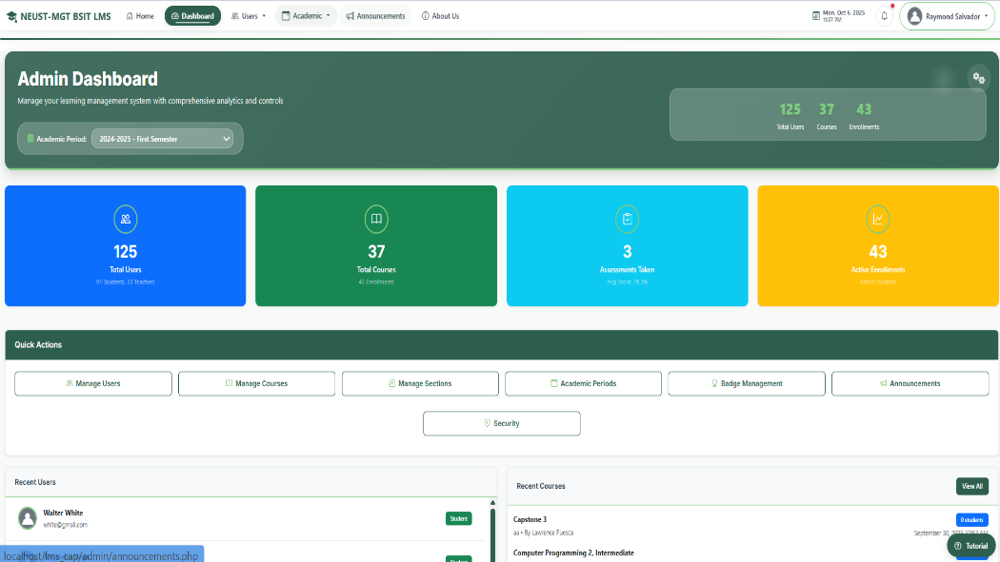 NEUST-MGT BSIT LMS
Home
Dashboard
Users
Academic
Announcements
About Us
Mon, Oct 6, 2025
11:07 PM
Raymond Salvador
Admin Dashboard
Manage your learning management system with comprehensive analytics and controls
Academic Period:
2024-2025 - First Semester
125
37
43
Total Users
Courses
Enrollments
125
Total Users
91 Students, 33 Teachers
37
Total Courses
43 Enrollments
3
Assessments Taken
Avg Score: 76.3%
43
Active Enrollments
Active Students
Quick Actions
Manage Users
Manage Courses
Manage Sections
Academic Periods
Badge Management
Announcements
Security
Recent Users
Walter White
white@gmail.com
Student
Student
Recent Courses
View All
Capstone 3
0 students
aa • By Lawrence Puesca
September 30, 2025
Computer Programming 2, Intermediate
Tutorial
localhost/lms_cap/admin/announcements.php